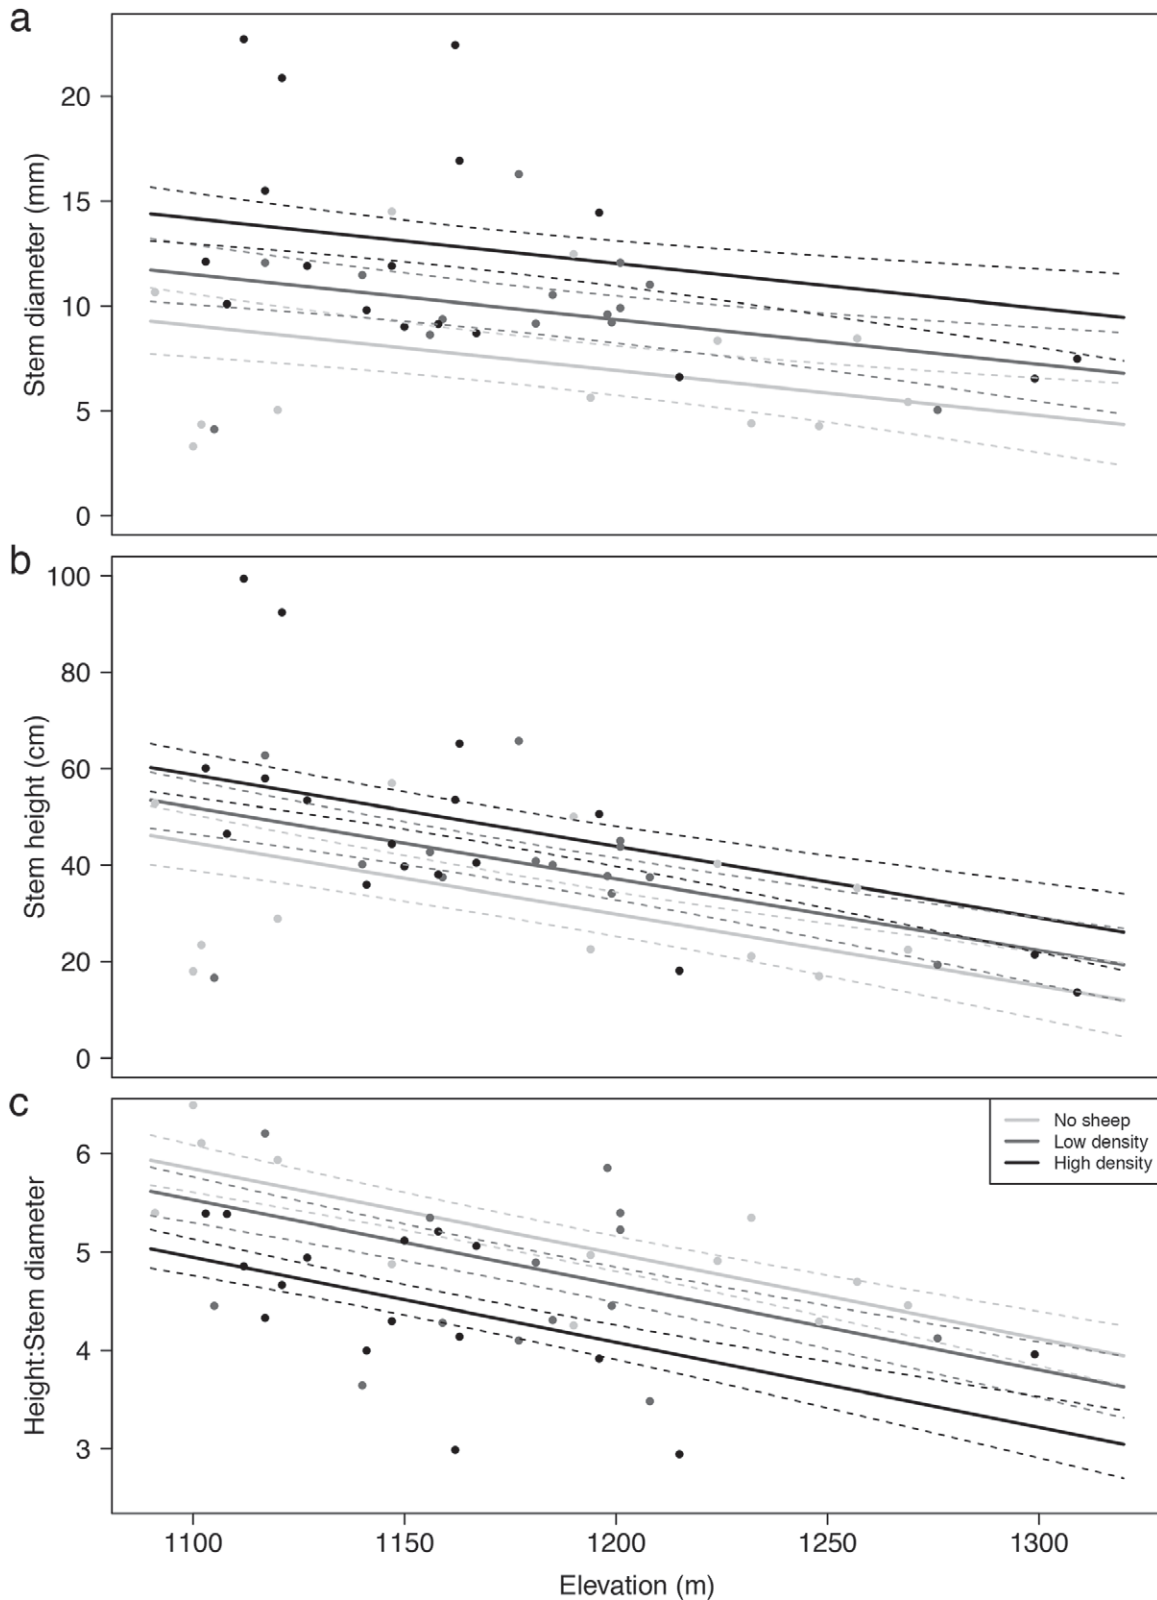 a
Stem diameter (mm)
20
15
10
5
0
b
Stem height (cm)
100
80
60
40
20
0
c
Height:Stem diameter
6
5
4
3
No sheep
Low density
High density
1100 1150 1200 1250 1300
Elevation (m)